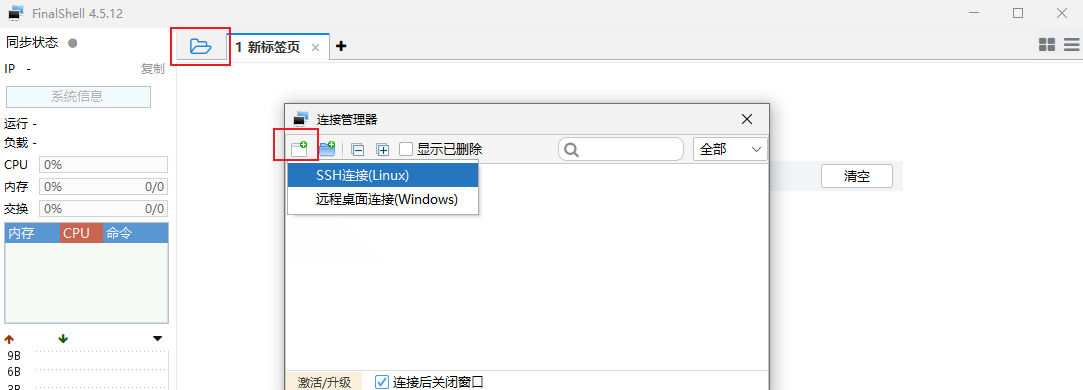 FinalShell 4.5.12
同步状态
IP - 复制
系统信息
运行 -
负载 -
CPU 0%
内存 0% 0/0
交换 0% 0/0
内存 CPU 命令
9B
6B
3B
1 新标签页
连接管理器
显示已删除
全部
SSH连接(Linux)
远程桌面连接(Windows)
清空
激活/升级
连接后关闭窗口